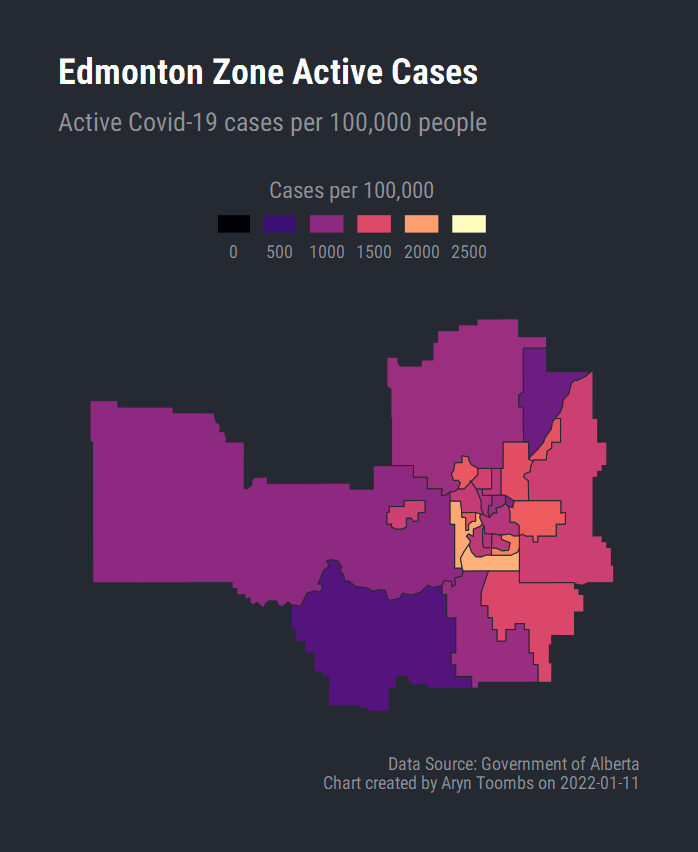 Edmonton Zone Active Cases
Active Covid-19 cases per 100,000 people
Cases per 100,000
0 500 1000 1500 2000 2500
Data Source: Government of Alberta
Chart created by Aryn Toombs on 2022-01-11